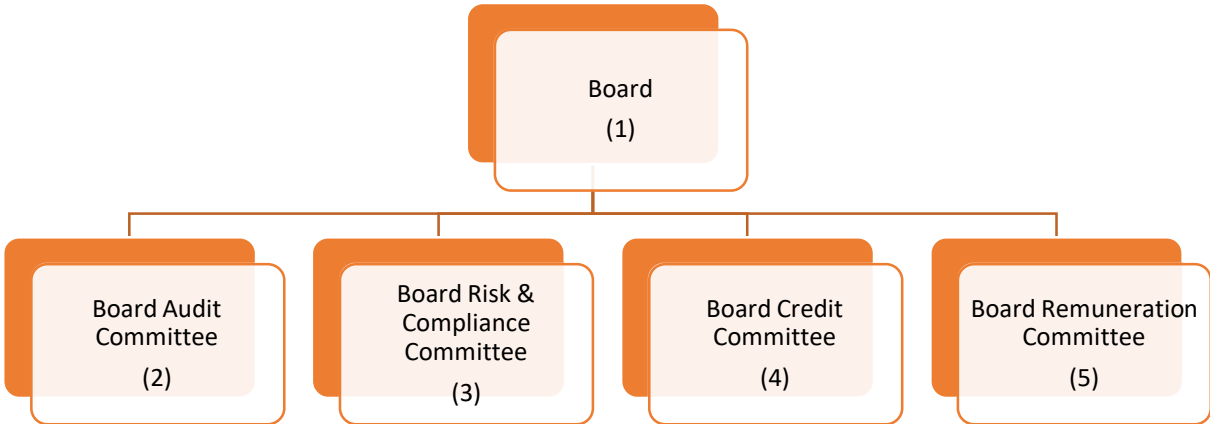 Board
(1)
Board Audit
Committee
(2)
Board Risk &
Compliance
Committee
(3)
Board Credit
Committee
(4)
Board Remuneration
Committee
(5)